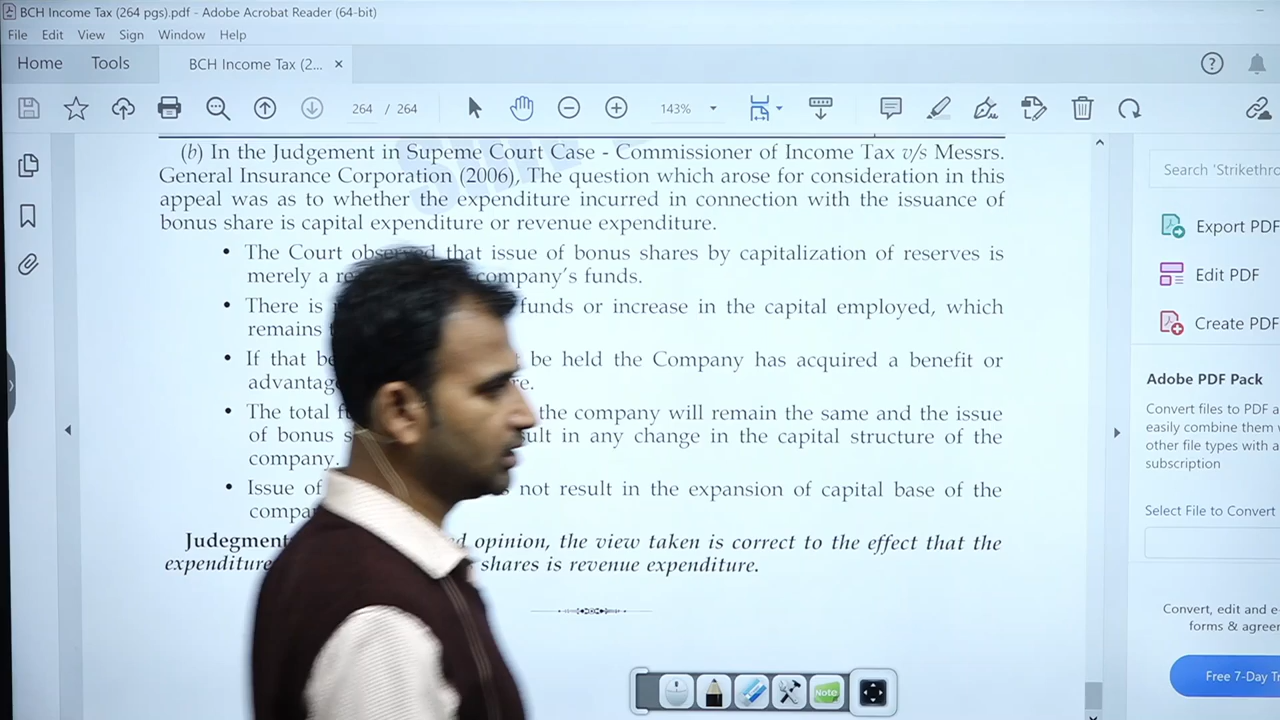 BCH Income Tax (264 pgs).pdf - Adobe Acrobat Reader (64-bit)
File Edit View Sign Window Help
Home Tools BCH Income Tax (2... ×
264 / 264 143%
(b) In the Judgement in Supeme Court Case - Commissioner of Income Tax v/s Messrs.
General Insurance Corporation (2006), The question which arose for consideration in this
appeal was as to whether the expenditure incurred in connection with the issuance of
bonus share is capital expenditure or revenue expenditure.
• The Court observed that issue of bonus shares by capitalization of reserves is
merely a company's funds.
• There is funds or increase in the capital employed, which
remains
• If that be held the Company has acquired a benefit or
• The total the company will remain the same and the issue
of bonus in any change in the capital structure of the
company.
• Issue of not result in the expansion of capital base of the
opinion, the view taken is correct to the effect that the
expenditure shares is revenue expenditure.
Search 'Strikethro
Export PDF
Edit PDF
Create PDF
Adobe PDF Pack
Convert files to PDF a
easily combine them
other file types with a
subscription
Select File to Convert
Convert, edit and e
forms & agreer
Free 7-Day Tr
Note